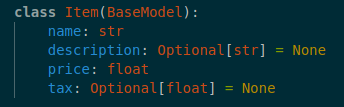 class Item(BaseModel):
    name: str
    description: Optional[str] = None
    price: float
    tax: Optional[float] = None